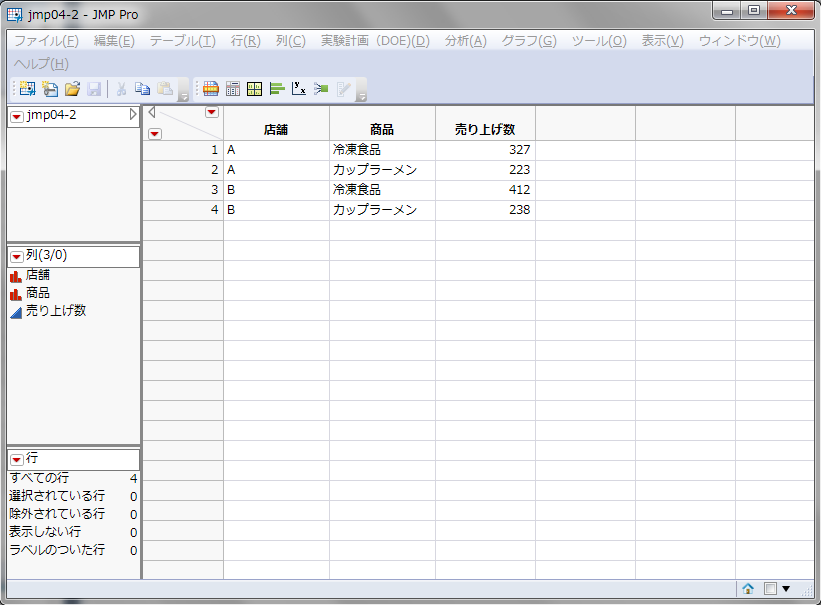 jmp04-2 - JMP Pro
ファイル(F) 編集(E) テーブル(T) 行(R) 列(C) 実験計画（DOE)(D) 分析(A) グラフ(G) ツール(O) 表示(V) ウィンドウ(W)
ヘルプ(H)
jmp04-2
店舗 商品 売り上げ数
1 A 冷凍食品 327
2 A カップラーメン 223
3 B 冷凍食品 412
4 B カップラーメン 238
列(3/0)
店舗
商品
売り上げ数
行
すべての行 4
選択されている行 0
除外されている行 0
表示しない行 0
ラベルのついた行 0